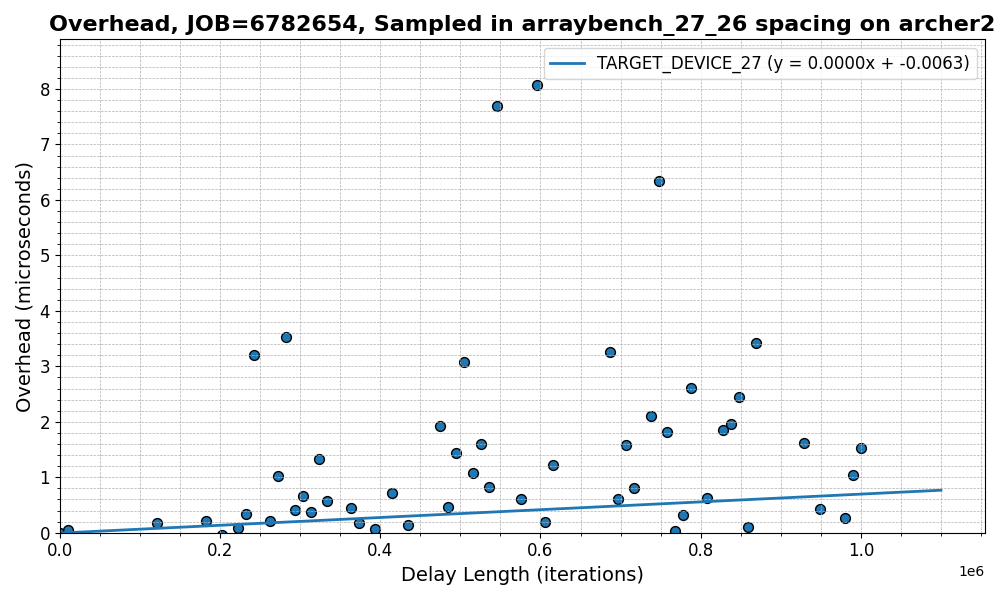 Overhead, JOB=6782654, Sampled in arraybench_27_26 spacing on archer2
TARGET_DEVICE_27 (y = 0.0000x + -0.0063)
Overhead (microseconds)
8
7
6
5
4
3
2
1
0
0.0 0.2 0.4 0.6 0.8 1.0
1e6
Delay Length (iterations)